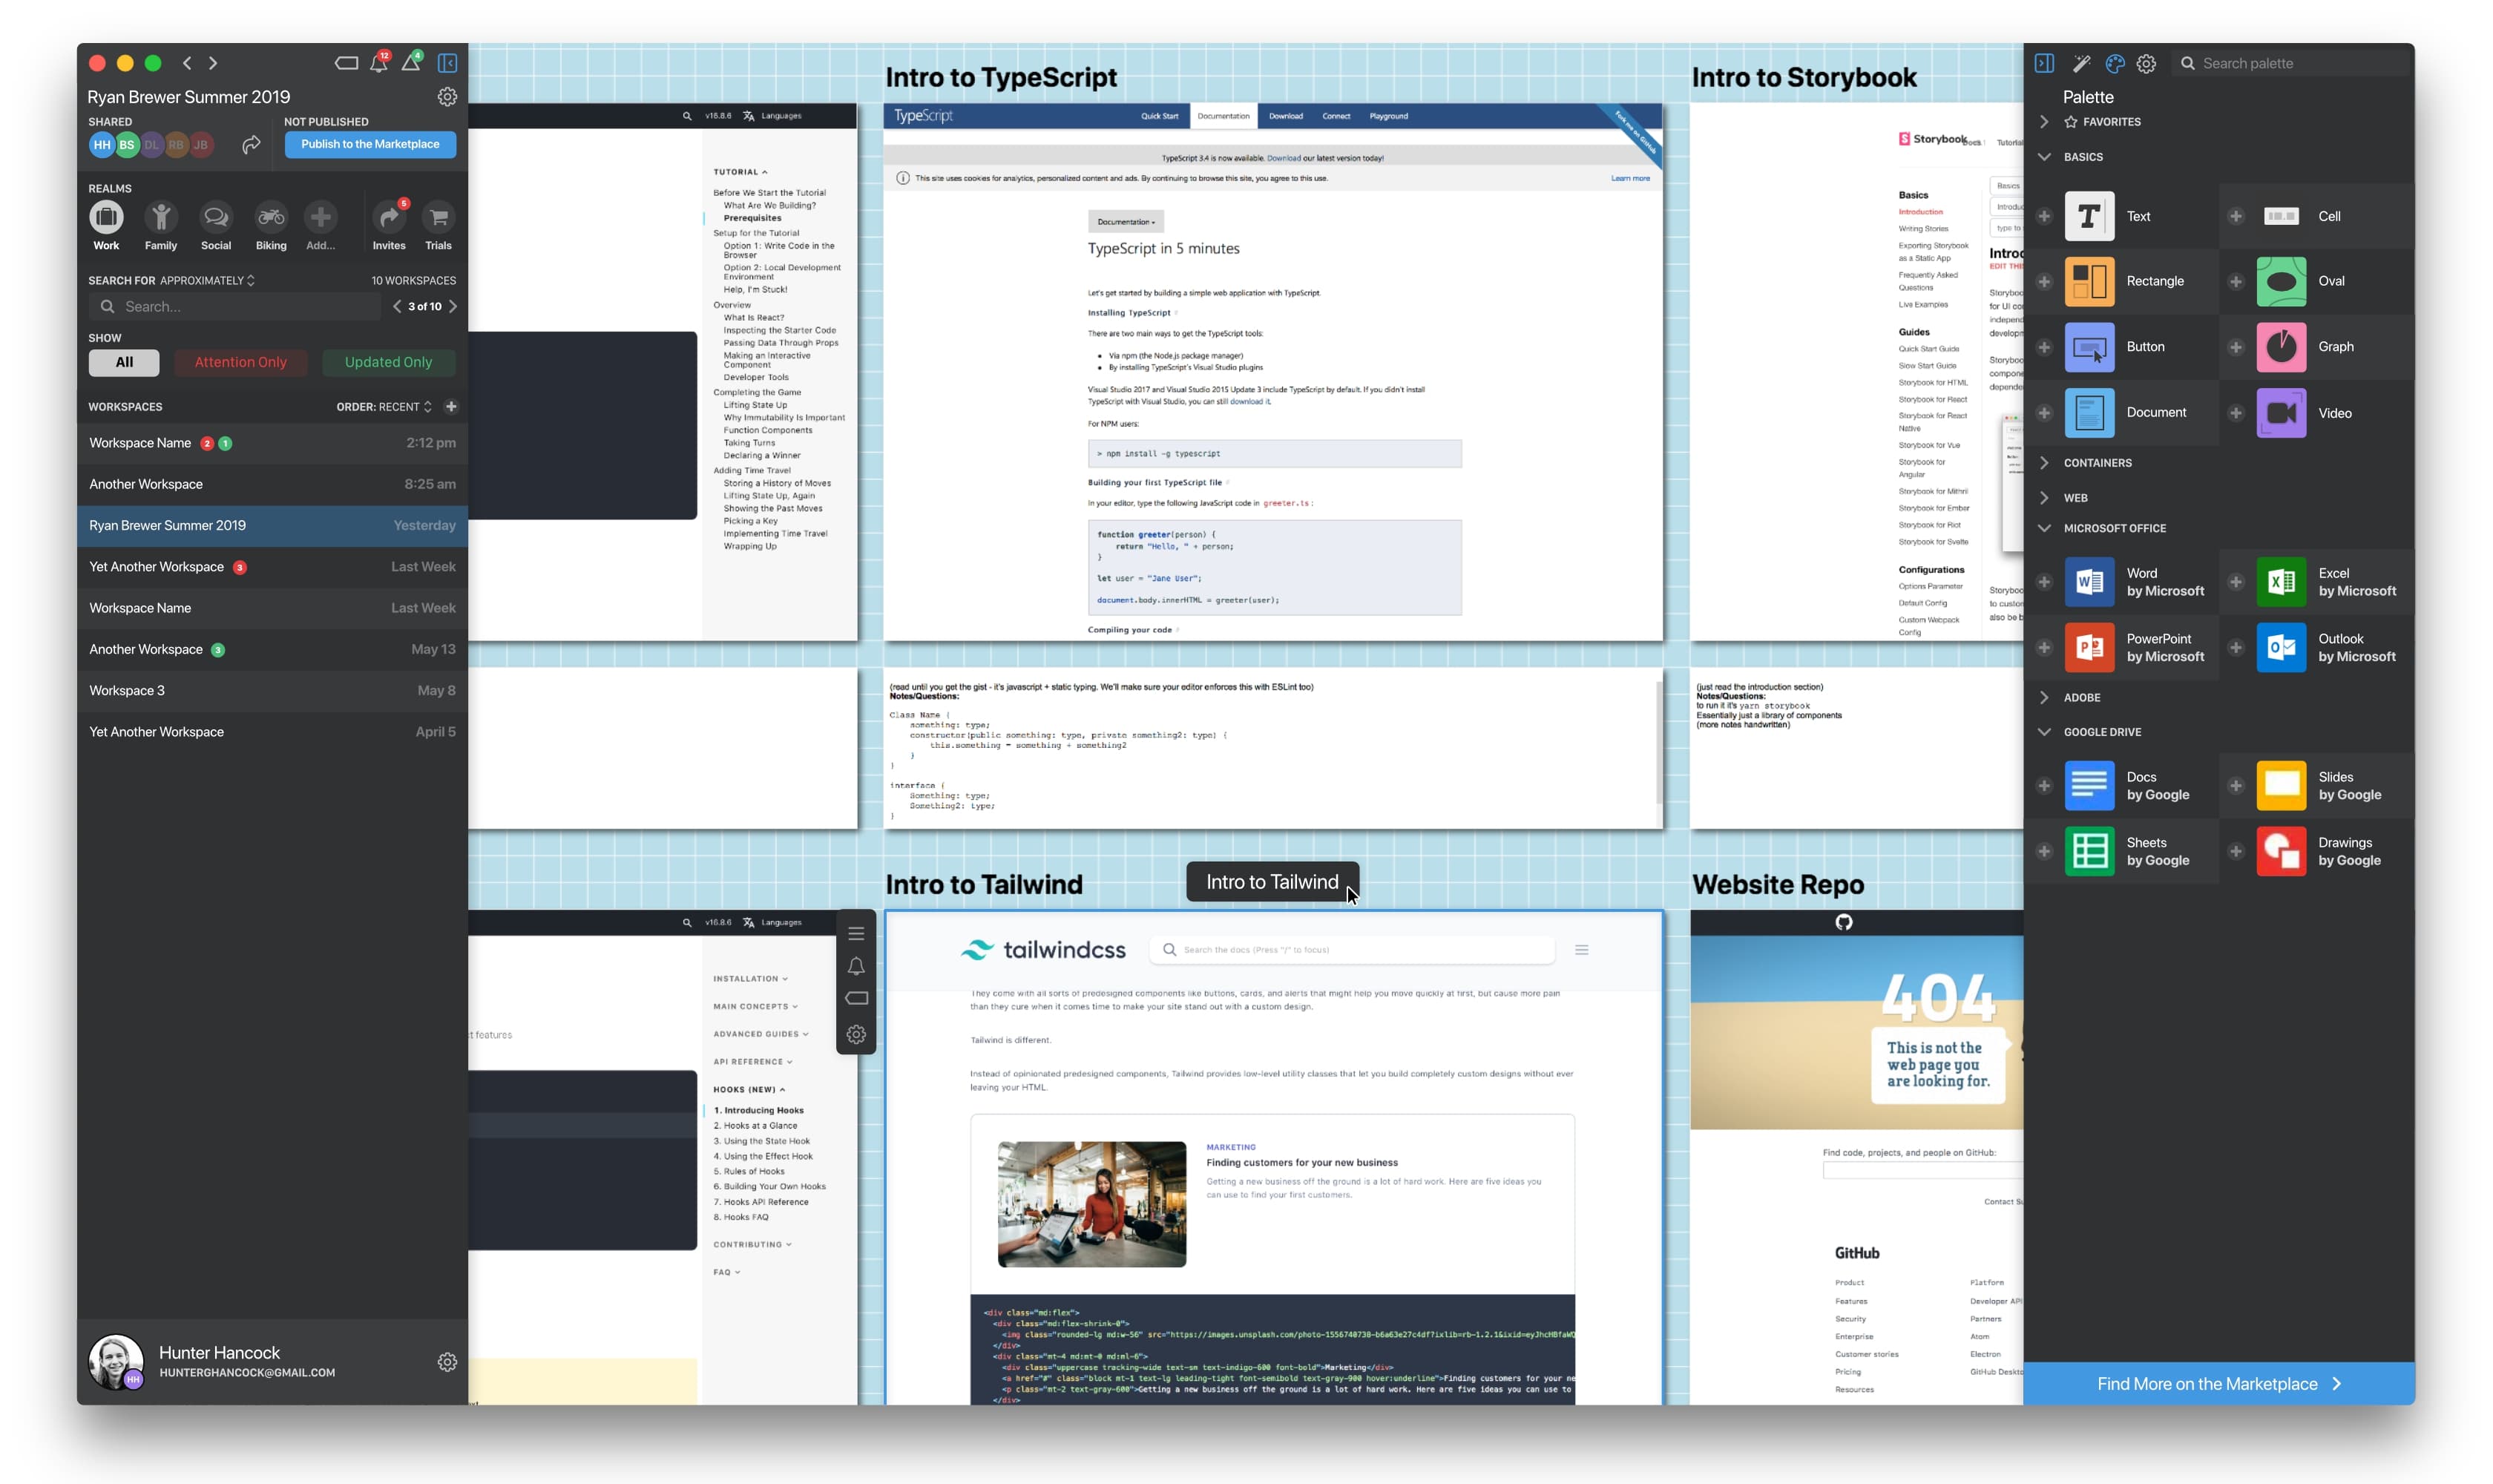 12
4
Ryan Brewer Summer 2019
SHARED
NOT PUBLISHED
HH BS DL RB JB
Publish to the Marketplace
REALMS
5
Work Family Social Biking Add... Invites Trials
SEARCH FOR APPROXIMATELY
10 WORKSPACES
Search...
3 of 10
SHOW
All
Attention Only
Updated Only
WORKSPACES
ORDER: RECENT
Workspace Name 2 1 2:12 pm
Another Workspace 8:25 am
Ryan Brewer Summer 2019 Yesterday
Yet Another Workspace 3 Last Week
Workspace Name Last Week
Another Workspace 3 May 13
Workspace 3 May 8
Yet Another Workspace April 5
Hunter Hancock
HH
HUNTERGHANCOCK@GMAIL.COM
v16.8.6 Languages
TUTORIAL
Before We Start the Tutorial
What Are We Building?
Prerequisites
Setup for the Tutorial
Option 1: Write Code in the
Browser
Option 2: Local Development
Environment
Help, I'm Stuck!
Overview
What Is React?
Inspecting the Starter Code
Passing Data Through Props
Making an Interactive
Component
Developer Tools
Completing the Game
Lifting State Up
Why Immutability Is Important
Function Components
Taking Turns
Declaring a Winner
Adding Time Travel
Storing a History of Moves
Lifting State Up, Again
Showing the Past Moves
Picking a Key
Implementing Time Travel
Wrapping Up
Intro to TypeScript
TypeScript
Quick Start Documentation Download Connect Playground
Fork me on GitHub
TypeScript 3.4 is now available. Download our latest version today!
This site uses cookies for analytics, personalized content and ads. By continuing to browse this site, you agree to this use.
Learn more
Documentation
TypeScript in 5 minutes
Let's get started by building a simple web application with TypeScript.
Installing TypeScript #
There are two main ways to get the TypeScript tools:
• Via npm (the Node.js package manager)
• By installing TypeScript's Visual Studio plugins
Visual Studio 2017 and Visual Studio 2015 Update 3 include TypeScript by default. If you didn't install
TypeScript with Visual Studio, you can still download it.
For NPM users:
> npm install -g typescript
Building your first TypeScript file #
In your editor, type the following JavaScript code in greeter.ts:
function greeter(person) {
return "Hello, " + person;
}
let user = "Jane User";
document.body.innerHTML = greeter(user);
Compiling your code #
(read until you get the gist - it's javascript + static typing. We'll make sure your editor enforces this with ESLint too)
Notes/Questions:
Class Name {
something: type;
constructor(public something: type, private something2: type) {
this.something = something + something2
}
}
interface {
Something: type;
Something2: type;
}
Intro to Storybook
Storybook
Docs Tutorial
Basics
Introduction
Writing Stories
Exporting Storybook
as a Static App
Frequently Asked
Questions
Live Examples
Guides
Quick Start Guide
Slow Start Guide
Storybook for HTML
Storybook for React
Storybook for React
Native
Storybook for Vue
Storybook for
Angular
Storybook for Mithril
Storybook for Ember
Storybook for Riot
Storybook for Svelte
Configurations
Options Parameter
Default Config
Custom Webpack
Config
Basics
Introduc
type to
Introc
EDIT THIS
Storyboo
for UI co
independ
developm
Storyboo
compone
depende
Storyboo
to custom
also be b
(just read the introduction section)
Notes/Questions:
to run it it's yarn storybook
Essentially just a library of components
(more notes handwritten)
v16.8.6 Languages
t features
INSTALLATION
MAIN CONCEPTS
ADVANCED GUIDES
API REFERENCE
HOOKS (NEW)
1. Introducing Hooks
2. Hooks at a Glance
3. Using the State Hook
4. Using the Effect Hook
5. Rules of Hooks
6. Building Your Own Hooks
7. Hooks API Reference
8. Hooks FAQ
CONTRIBUTING
FAQ
Intro to Tailwind
Intro to Tailwind
tailwindcss
Search the docs (Press "/" to focus)
They come with all sorts of predesigned components like buttons, cards, and alerts that might help you move quickly at first, but cause more pain
than they cure when it comes time to make your site stand out with a custom design.
Tailwind is different.
Instead of opinionated predesigned components, Tailwind provides low-level utility classes that let you build completely custom designs without ever
leaving your HTML.
MARKETING
Finding customers for your new business
Getting a new business off the ground is a lot of hard work. Here are five ideas you
can use to find your first customers.
<div class="md:flex">
<div class="md:flex-shrink-0">
<img class="rounded-lg md:w-56" src="https://images.unsplash.com/photo-1556740738-b6a63e27c4df?ixlib=rb-1.2.1&ixid=eyJhcHBfaWQ
</div>
<div class="mt-4 md:mt-0 md:ml-6">
<div class="uppercase tracking-wide text-sm text-indigo-600 font-bold">Marketing</div>
<a href="#" class="block mt-1 text-lg leading-tight font-semibold text-gray-900 hover:underline">Finding customers for your ne
<p class="mt-2 text-gray-600">Getting a new business off the ground is a lot of hard work. Here are five ideas you can use to
</div>
Website Repo
404
This is not the
web page you
are looking for.
Find code, projects, and people on GitHub:
Contact Su
GitHub
Product
Features
Security
Enterprise
Customer stories
Pricing
Resources
Platform
Developer API
Partners
Atom
Electron
GitHub Deskto
Search palette
Palette
FAVORITES
BASICS
Text
Cell
Rectangle
Oval
Button
Graph
Document
Video
CONTAINERS
WEB
MICROSOFT OFFICE
Word
by Microsoft
Excel
by Microsoft
PowerPoint
by Microsoft
Outlook
by Microsoft
ADOBE
GOOGLE DRIVE
Docs
by Google
Slides
by Google
Sheets
by Google
Drawings
by Google
Find More on the Marketplace